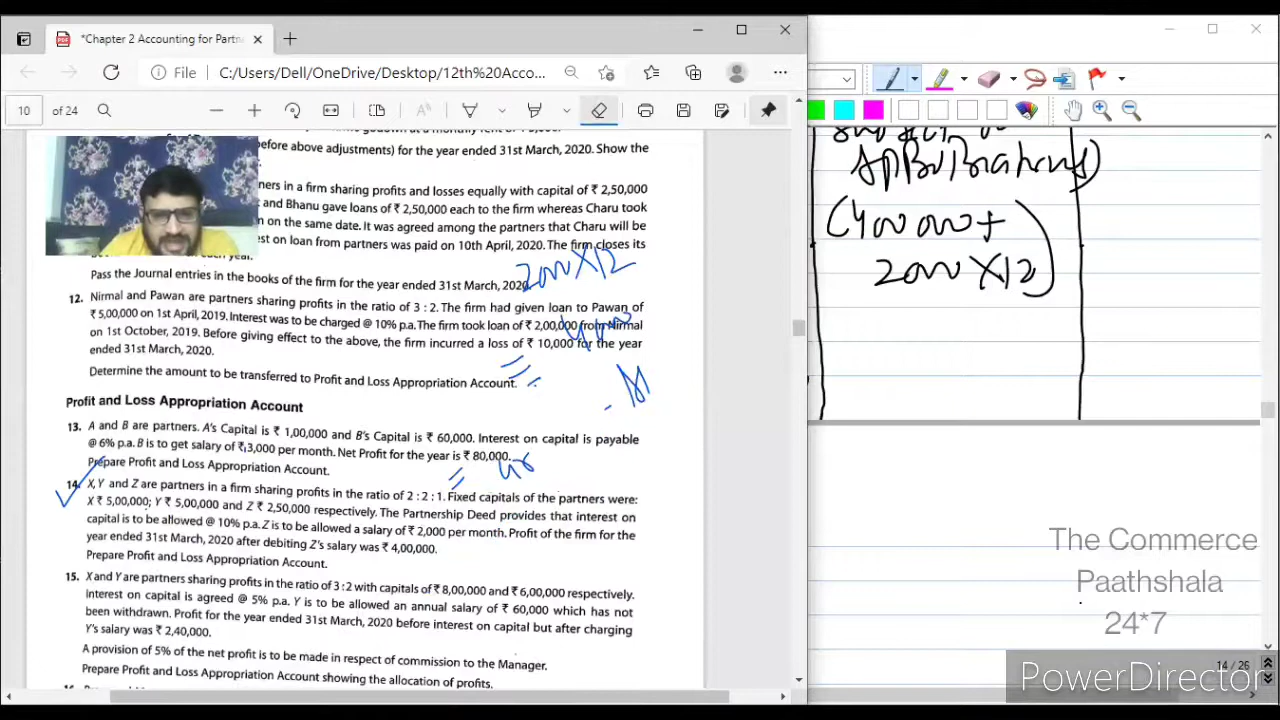 *Chapter 2 Accounting for Partn
File
C:/Users/Dell/OneDrive/Desktop/12th%20Acco...
10
of 24
before above adjustments) for the year ended 31st March, 2020. Show the
ners in a firm sharing profits and losses equally with capital of ₹ 2,50,000
and Bhanu gave loans of ₹ 2,50,000 each to the firm whereas Charu took
n on the same date. It was agreed among the partners that Charu will be
est on loan from partners was paid on 10th April, 2020. The firm closes its
Pass the Journal entries in the books of the firm for the year ended 31st March, 2020.
2000 X 12
12. Nirmal and Pawan are partners sharing profits in the ratio of 3 : 2. The firm had given loan to Pawan of
₹ 5,00,000 on 1st April, 2019. Interest was to be charged @ 10% p.a. The firm took loan of ₹ 2,00,000 from Nirmal
on 1st October, 2019. Before giving effect to the above, the firm incurred a loss of ₹ 10,000 for the year
ended 31st March, 2020.
Determine the amount to be transferred to Profit and Loss Appropriation Account.
Profit and Loss Appropriation Account
13. A and B are partners. A's Capital is ₹ 1,00,000 and B's Capital is ₹ 60,000. Interest on capital is payable
@ 6% p.a. B is to get salary of ₹ 3,000 per month. Net Profit for the year is ₹ 80,000.
Prepare Profit and Loss Appropriation Account.
14. X, Y and Z are partners in a firm sharing profits in the ratio of 2 : 2 : 1. Fixed capitals of the partners were:
X ₹ 5,00,000; Y ₹ 5,00,000 and Z ₹ 2,50,000 respectively. The Partnership Deed provides that interest on
capital is to be allowed @ 10% p.a. Z is to be allowed a salary of ₹ 2,000 per month. Profit of the firm for the
year ended 31st March, 2020 after debiting Z's salary was ₹ 4,00,000.
Prepare Profit and Loss Appropriation Account.
15. X and Y are partners sharing profits in the ratio of 3 : 2 with capitals of ₹ 8,00,000 and ₹ 6,00,000 respectively.
Interest on capital is agreed @ 5% p.a. Y is to be allowed an annual salary of ₹ 60,000 which has not
been withdrawn. Profit for the year ended 31st March, 2020 before interest on capital but after charging
Y's salary was ₹ 2,40,000.
A provision of 5% of the net profit is to be made in respect of commission to the Manager.
Prepare Profit and Loss Appropriation Account showing the allocation of profits.
(400000+
2000 X12)
The Commerce
Paathshala
24*7
14 / 26
PowerDirector